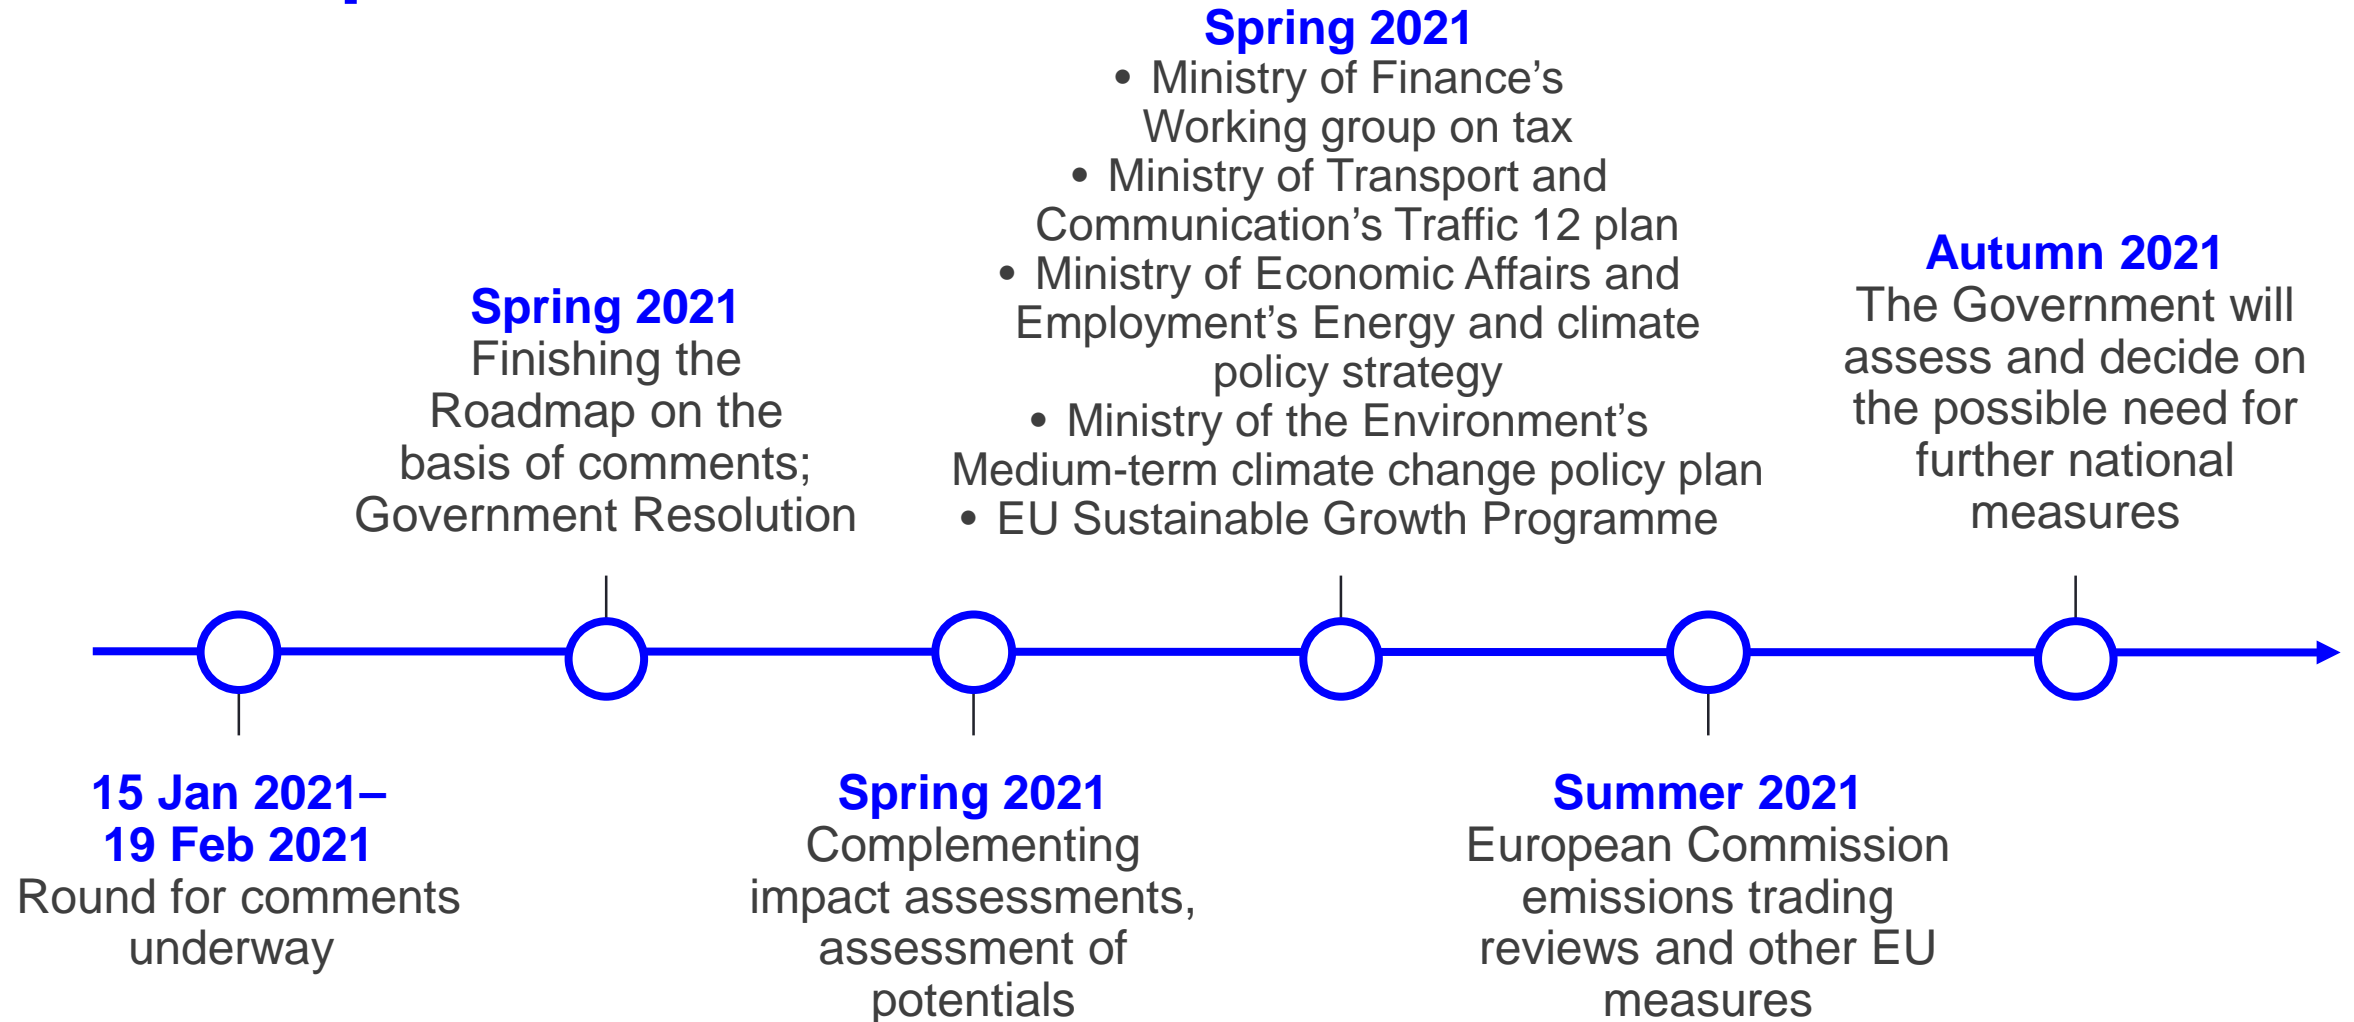 15 Jan 2021–
19 Feb 2021
Round for comments
underway
Spring 2021
Finishing the
Roadmap on the
basis of comments;
Government Resolution
Spring 2021
Complementing
impact assessments,
assessment of
potentials
Spring 2021
• Ministry of Finance’s
Working group on tax
• Ministry of Transport and
Communication’s Traffic 12 plan
• Ministry of Economic Affairs and
Employment’s Energy and climate
policy strategy
• Ministry of the Environment’s
Medium-term climate change policy plan
• EU Sustainable Growth Programme
Summer 2021
European Commission
emissions trading
reviews and other EU
measures
Autumn 2021
The Government will
assess and decide on
the possible need for
further national
measures